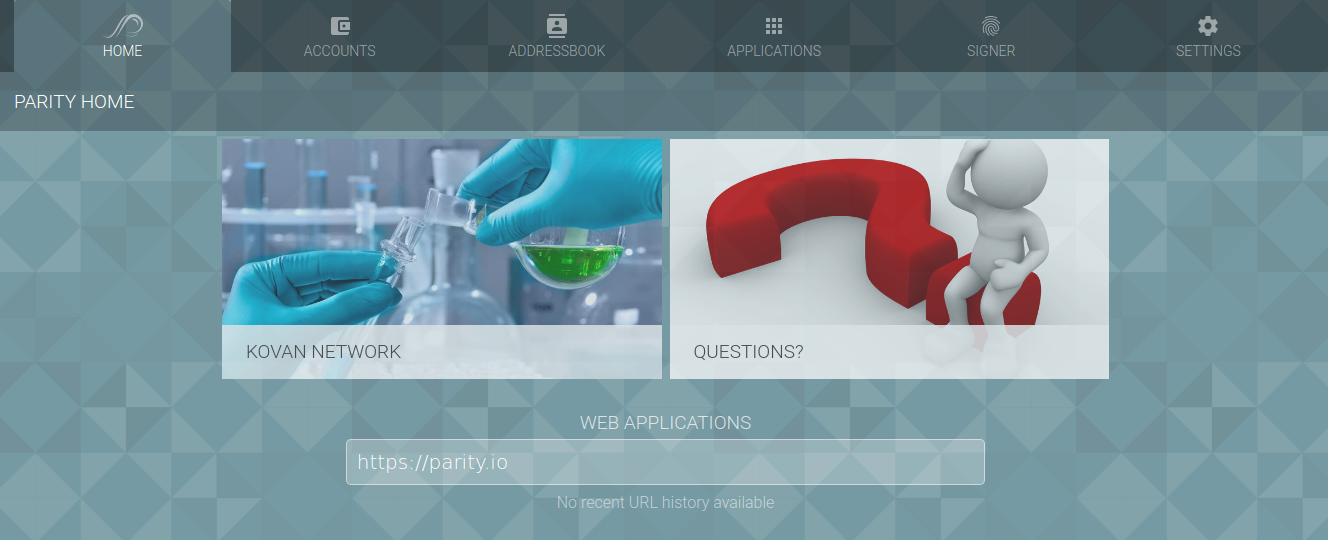 HOME
ACCOUNTS
ADDRESSBOOK
APPLICATIONS
SIGNER
SETTINGS
PARITY HOME
KOVAN NETWORK
QUESTIONS?
WEB APPLICATIONS
https://parity.io
No recent URL history available